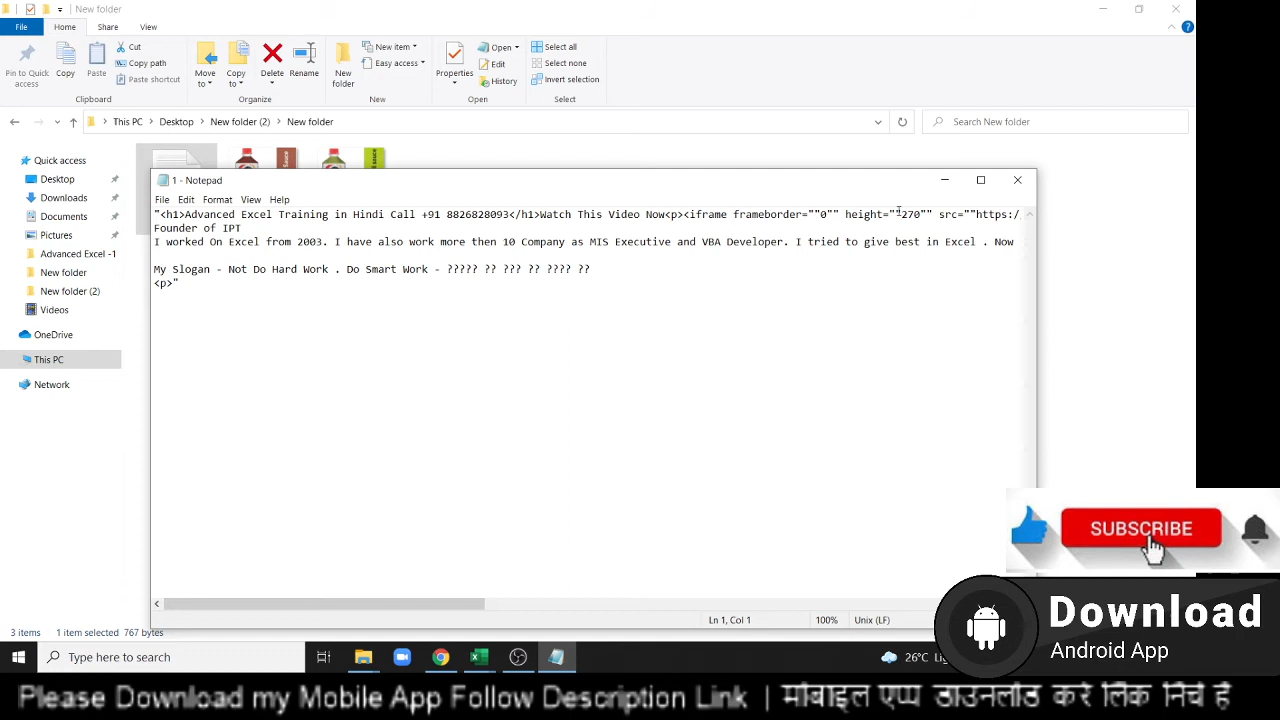 New folder
File Home Share View
Pin to Quick access
Copy
Paste
Cut
Copy path
Paste shortcut
Clipboard
Move to
Copy to
Delete
Rename
Organize
New folder
New item
Easy access
New
Properties
Open
Edit
History
Open
Select all
Select none
Invert selection
Select
This PC > Desktop > New folder (2) > New folder
Search New folder
Quick access
Desktop
Downloads
Documents
Pictures
Advanced Excel -1
New folder
New folder (2)
Videos
OneDrive
This PC
Network
Sauce
sauce
1 - Notepad
File Edit Format View Help
"<h1>Advanced Excel Training in Hindi Call +91 8826828093</h1>Watch This Video Now<p><iframe frameborder=""0"" height=""270"" src=""https:/
Founder of IPT
I worked On Excel from 2003. I have also work more then 10 Company as MIS Executive and VBA Developer. I tried to give best in Excel . Now
My Slogan - Not Do Hard Work . Do Smart Work - ????? ?? ??? ?? ???? ??
<p>"
Ln 1, Col 1 100% Unix (LF)
3 items 1 item selected 767 bytes
SUBSCRIBE
Download
Android App
Type here to search
26°C
Please Download my Mobile App Follow Description Link | मोबाइल एप्प डाउनलोड करे लिंक निचे है